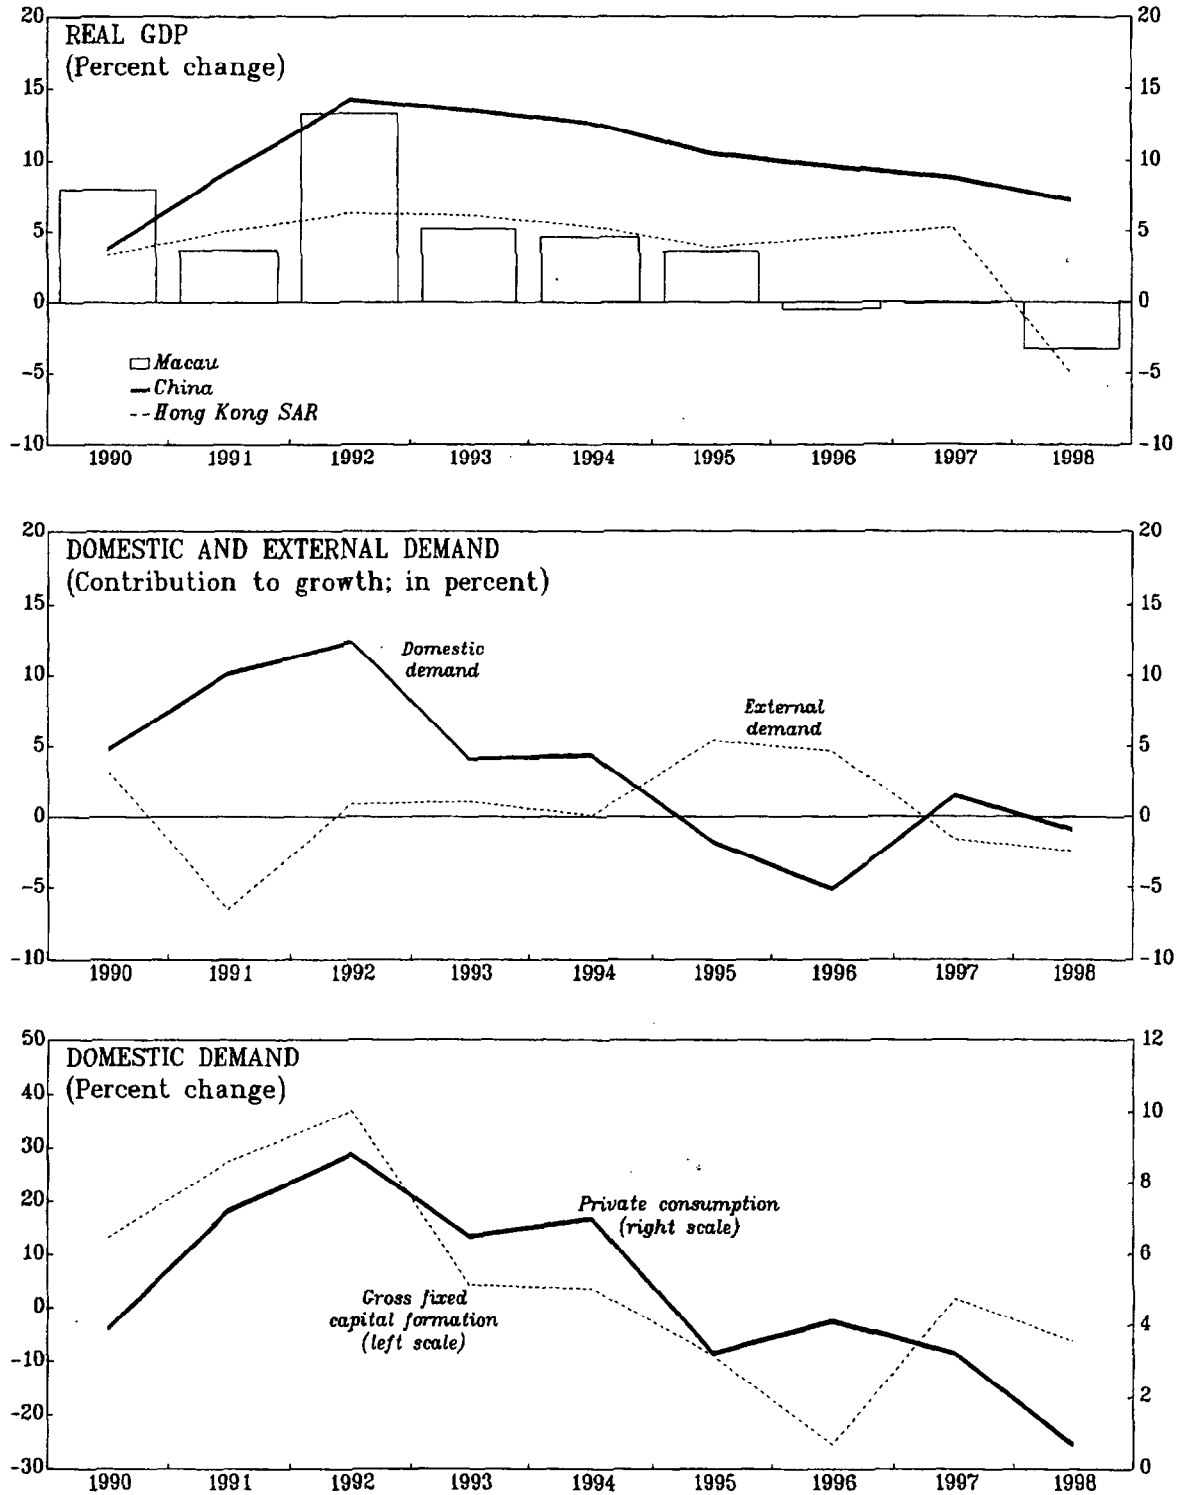 REAL GDP
(Percent change)
20
15
10
5
0
-5
-10
20
15
10
5
0
-5
-10
Macau
China
Hong Kong SAR
1990 1991 1992 1993 1994 1995 1996 1997 1998
DOMESTIC AND EXTERNAL DEMAND
(Contribution to growth; in percent)
20
15
10
5
0
-5
-10
20
15
10
5
0
-5
-10
Domestic
demand
External
demand
1990 1991 1992 1993 1994 1995 1996 1997 1998
DOMESTIC DEMAND
(Percent change)
50
40
30
20
10
0
-10
-20
-30
12
10
8
6
4
2
0
Private consumption
(right scale)
Gross fixed
capital formation
(left scale)
1990 1991 1992 1993 1994 1995 1996 1997 1998